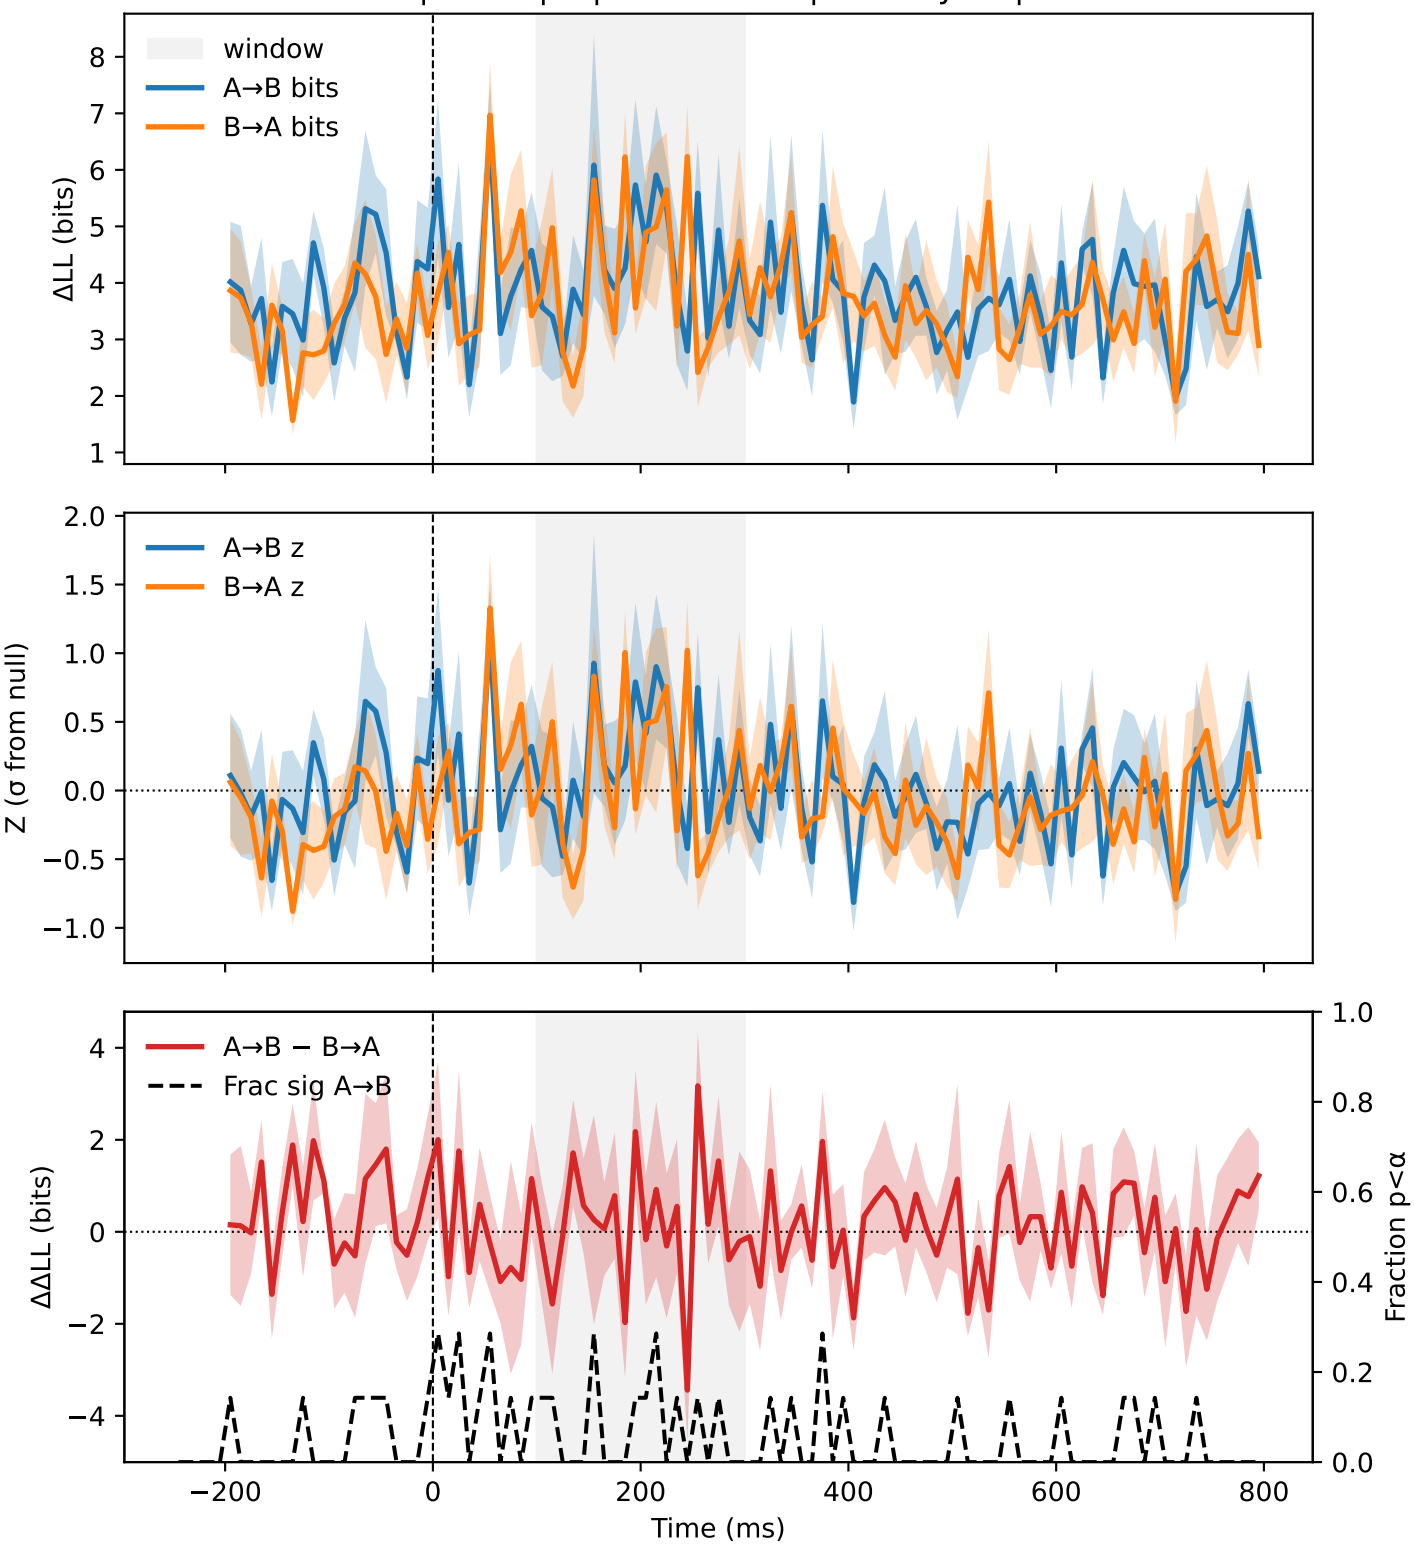 window
A→B bits
B→A bits
8
7
6
5
4
3
2
1
ΔLL (bits)
A→B z
B→A z
2.0
1.5
1.0
0.5
0.0
−0.5
−1.0
Z (σ from null)
A→B − B→A
Frac sig A→B
4
2
0
−2
−4
ΔΔLL (bits)
1.0
0.8
0.6
0.4
0.2
0.0
Fraction p<α
−200
0
200
400
600
800
Time (ms)